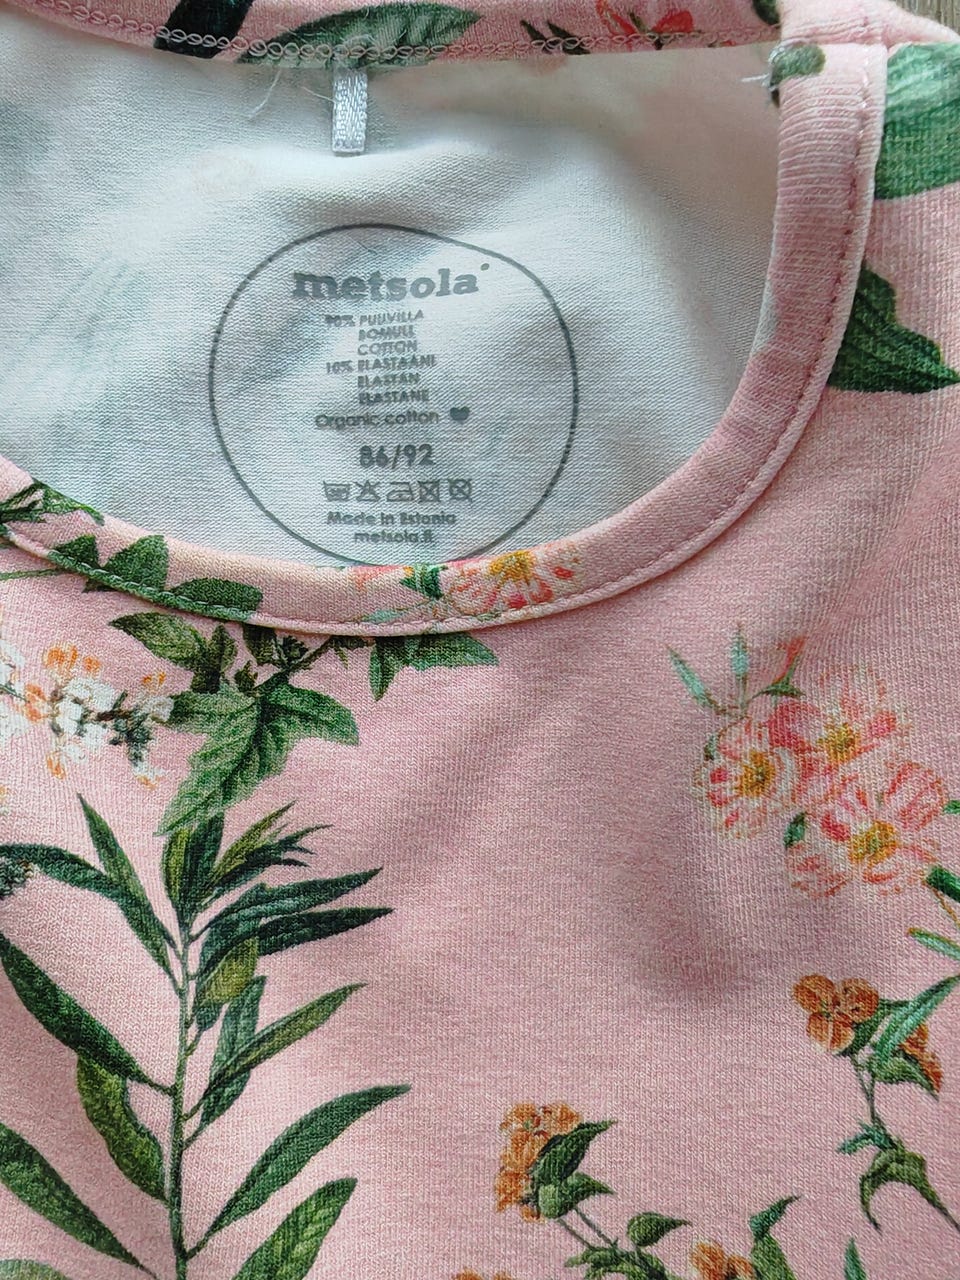 metsola
90% PUUVILLA
BOMULL
COTTON
10% ELASTAANI
ELASTAN
ELASTANE
Organic cotton
86/92
Made in Estonia
metsola.fi